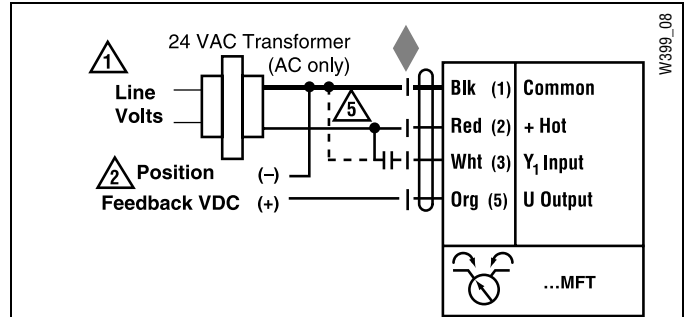 24 VAC Transformer
(AC only)
1
Line
Volts
5
2 Position (–)
Feedback VDC (+)
Blk (1) Common
Red (2) + Hot
Wht (3) Y1 Input
Org (5) U Output
...MFT
W399_08